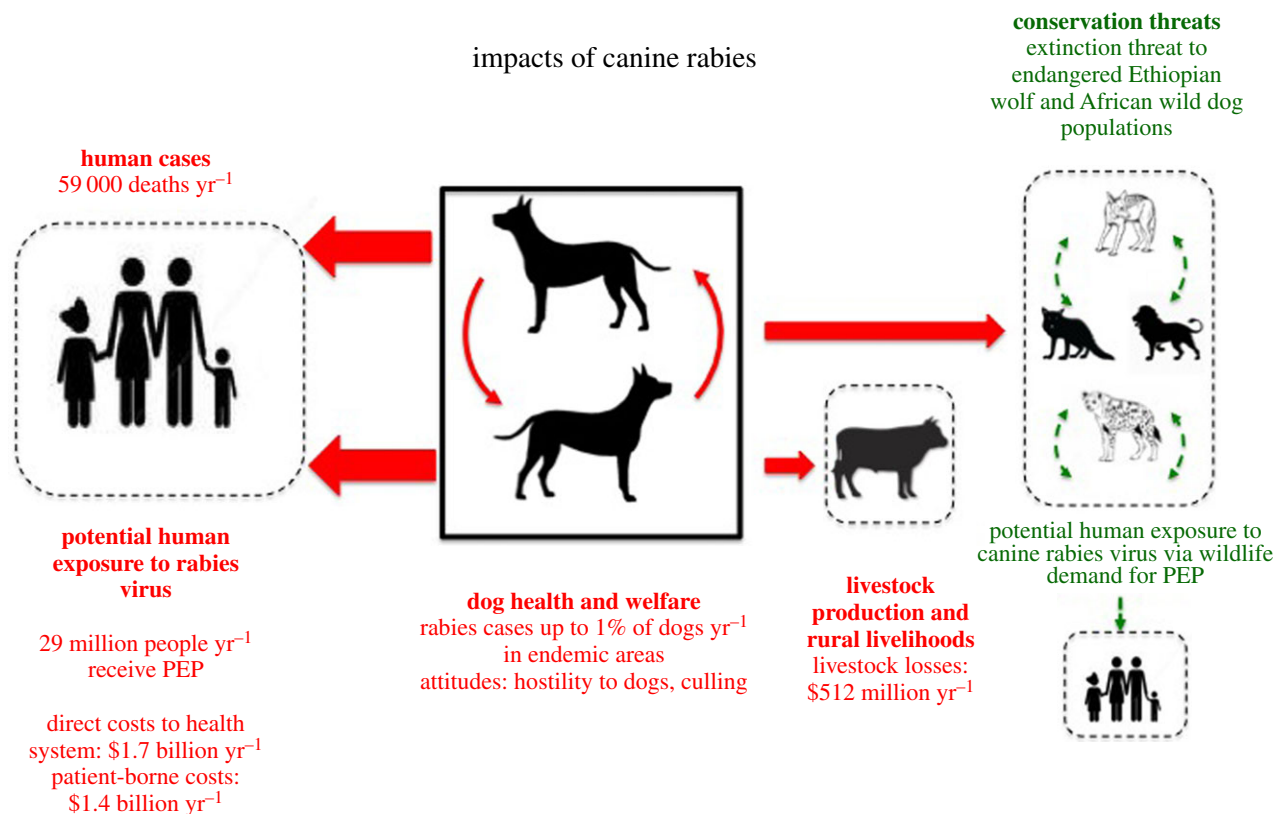 impacts of canine rabies
conservation threats
extinction threat to
endangered Ethiopian
wolf and African wild dog
populations
human cases
59 000 deaths yr⁻¹
potential human
exposure to rabies
virus
29 million people yr⁻¹
receive PEP
direct costs to health
system: $1.7 billion yr⁻¹
patient-borne costs:
$1.4 billion yr⁻¹
dog health and welfare
rabies cases up to 1% of dogs yr⁻¹
in endemic areas
attitudes: hostility to dogs, culling
livestock
production and
rural livelihoods
livestock losses:
$512 million yr⁻¹
potential human exposure to
canine rabies virus via wildlife
demand for PEP